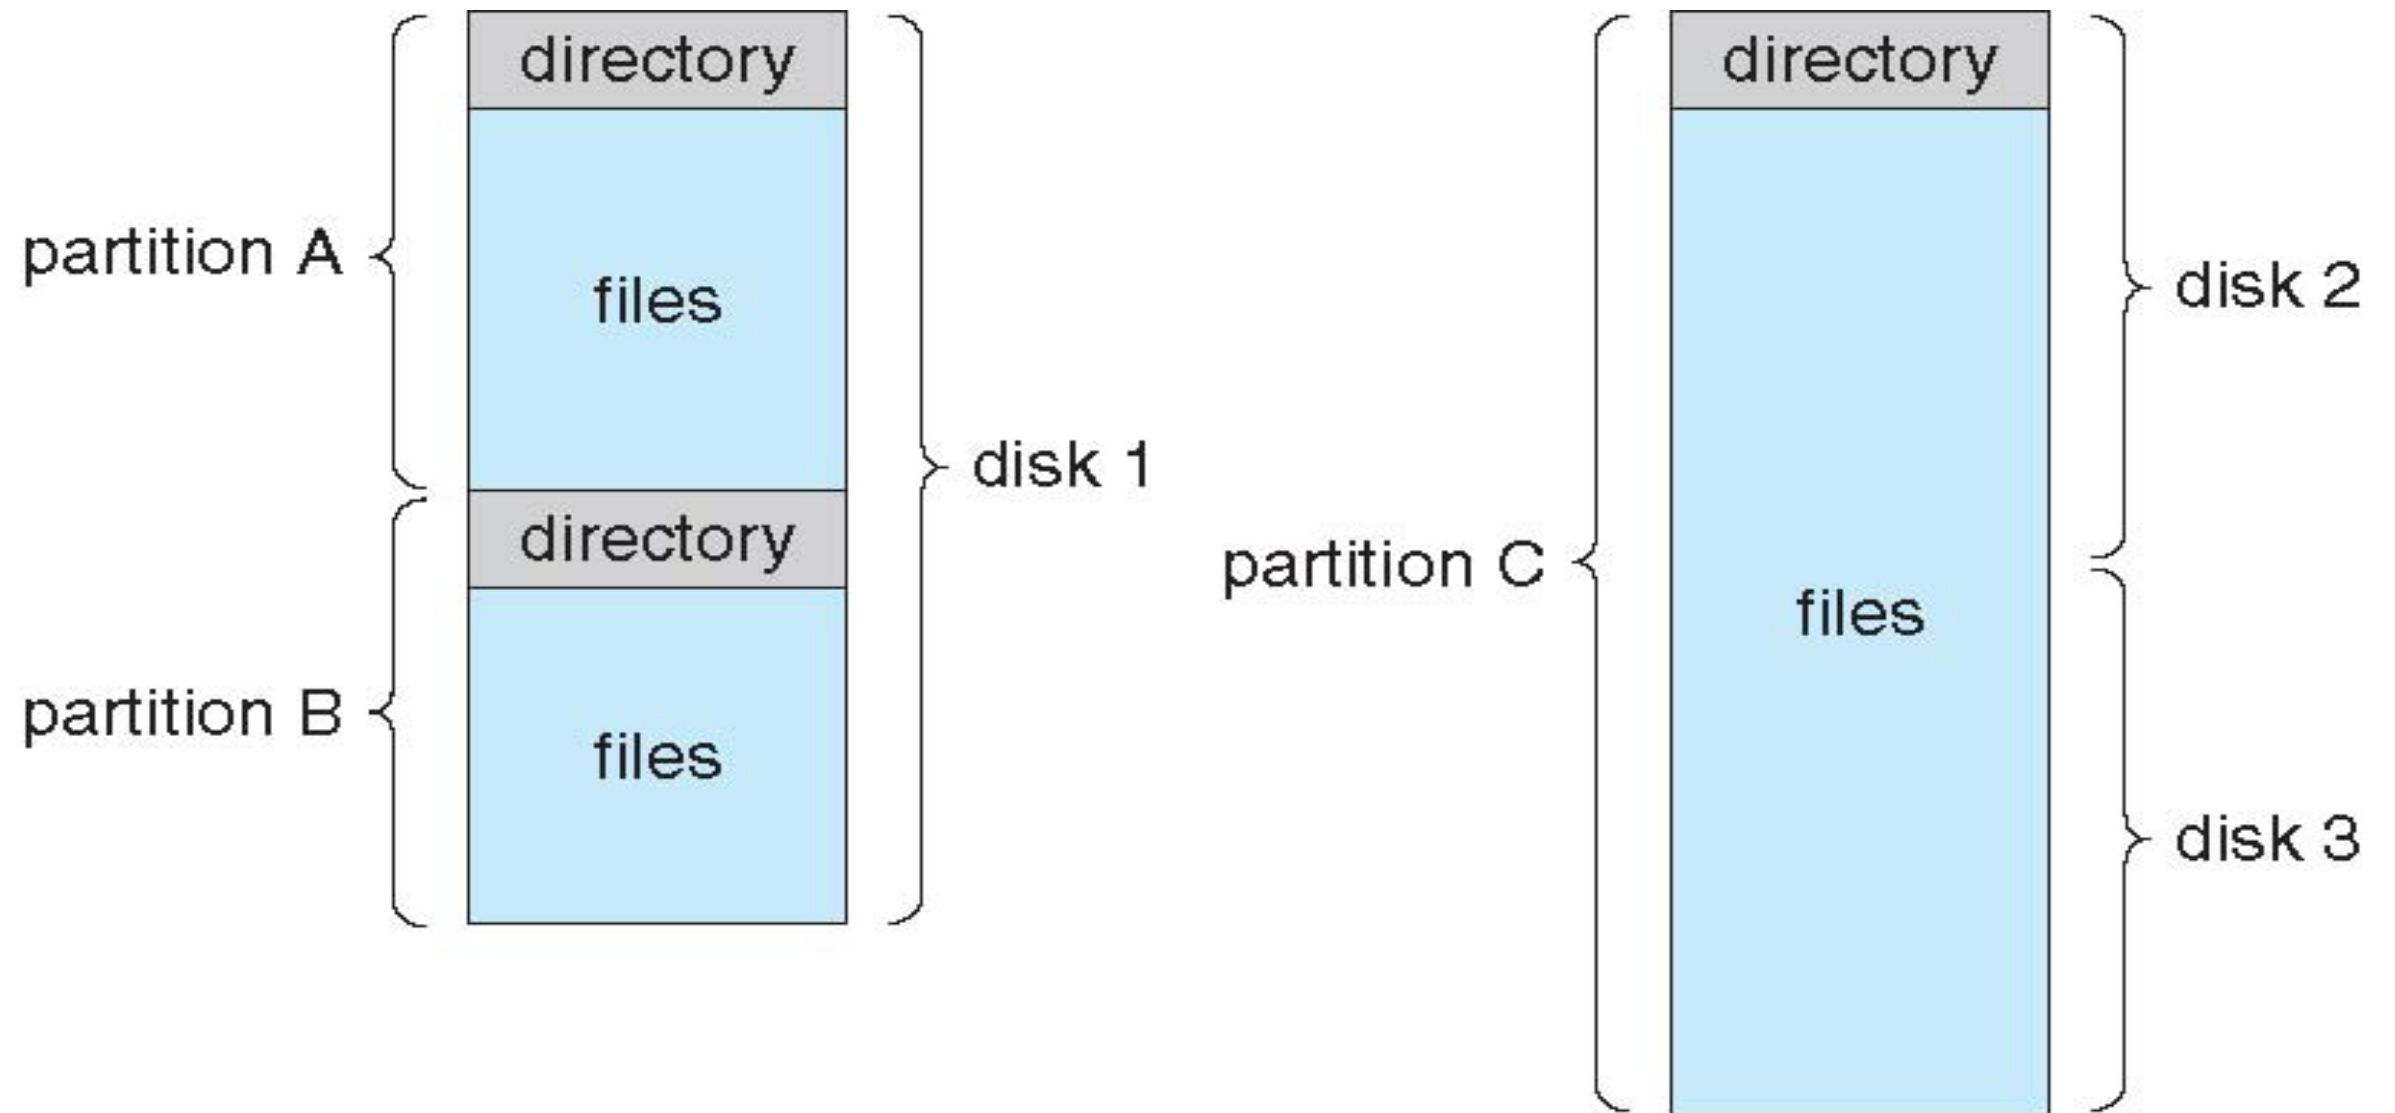 directory
files
partition A
directory
files
partition B
disk 1
directory
files
partition C
disk 2
disk 3